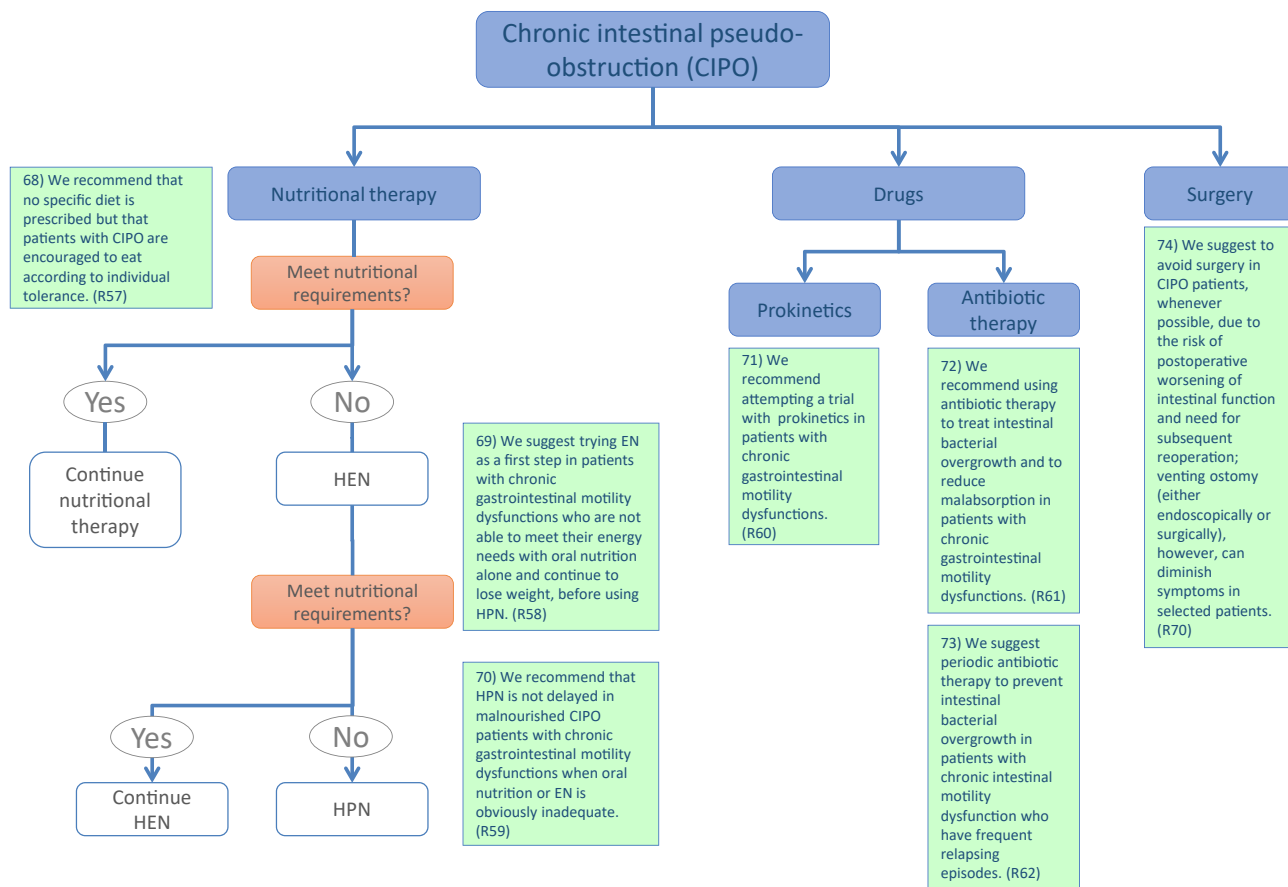 Chronic intestinal pseudo-
obstruction (CIPO)
68) We recommend that
no specific diet is
prescribed but that
patients with CIPO are
encouraged to eat
according to individual
tolerance. (R57)
Nutritional therapy
Meet nutritional
requirements?
Yes
No
Continue
nutritional
therapy
HEN
69) We suggest trying EN
as a first step in patients
with chronic
gastrointestinal motility
dysfunctions who are not
able to meet their energy
needs with oral nutrition
alone and continue to
lose weight, before using
HPN. (R58)
Meet nutritional
requirements?
70) We recommend that
HPN is not delayed in
malnourished CIPO
patients with chronic
gastrointestinal motility
dysfunctions when oral
nutrition or EN is
obviously inadequate.
(R59)
Yes
No
Continue
HEN
HPN
Drugs
Prokinetics
71) We
recommend
attempting a trial
with prokinetics in
patients with
chronic
gastrointestinal
motility
dysfunctions.
(R60)
Antibiotic
therapy
72) We
recommend using
antibiotic therapy
to treat intestinal
bacterial
overgrowth and to
reduce
malabsorption in
patients with
chronic
gastrointestinal
motility
dysfunctions. (R61)
73) We suggest
periodic antibiotic
therapy to prevent
intestinal
bacterial
overgrowth in
patients with
chronic intestinal
motility
dysfunction who
have frequent
relapsing
episodes. (R62)
Surgery
74) We suggest to
avoid surgery in
CIPO patients,
whenever
possible, due to
the risk of
postoperative
worsening of
intestinal function
and need for
subsequent
reoperation;
venting ostomy
(either
endoscopically or
surgically),
however, can
diminish
symptoms in
selected patients.
(R70)